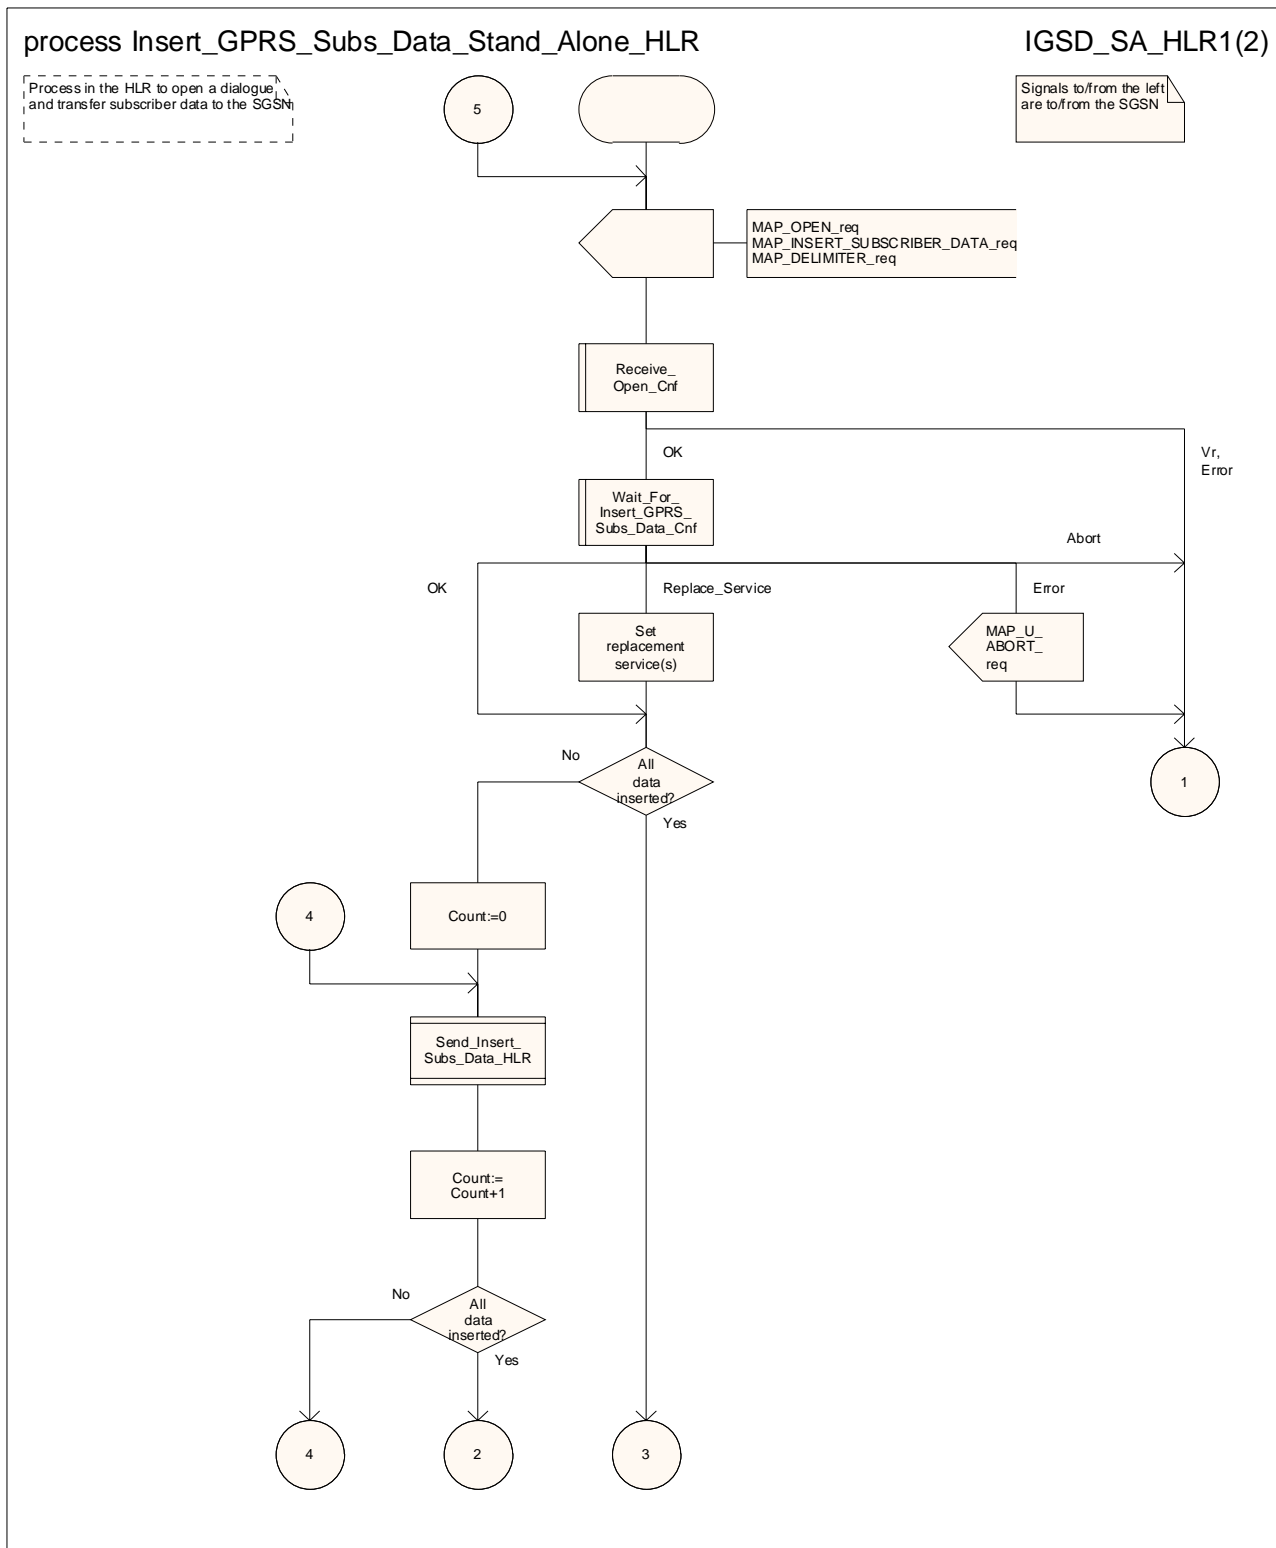 process Insert_GPRS_Subs_Data_Stand_Alone_HLR
IGSD_SA_HLR1(2)
Process in the HLR to open a dialogue
and transfer subscriber data to the SGSN
5
Signals to/from the left
are to/from the SGSN
MAP_OPEN_req
MAP_INSERT_SUBSCRIBER_DATA_req
MAP_DELIMITER_req
Receive_
Open_Cnf
OK
Vr,
Error
Wait_For_
Insert_GPRS_
Subs_Data_Cnf
Abort
OK
Replace_Service
Error
Set
replacement
service(s)
MAP_U_
ABORT_
req
No
All
data
inserted?
Yes
1
4
Count:=0
Send_Insert_
Subs_Data_HLR
Count:=
Count+1
No
All
data
inserted?
Yes
4
2
3